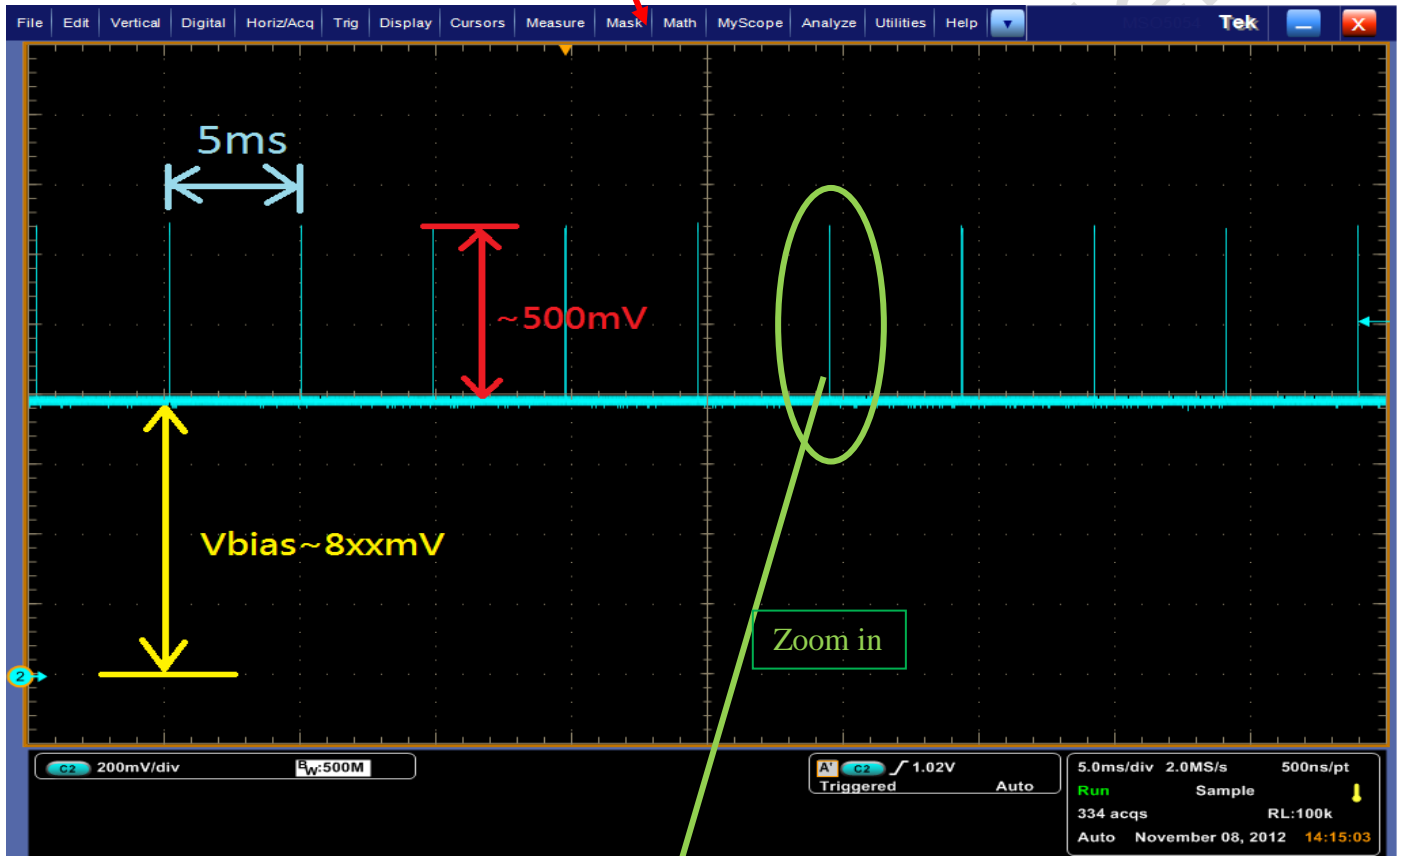 File Edit Vertical Digital Horiz/Acq Trig Display Cursors Measure Mask Math MyScope Analyze Utilities Help Tek X
5ms
~500mV
Vbias~8xxmV
Zoom in
2
C2 200mV/div BW:500M
A' C2 1.02V
Triggered Auto
5.0ms/div 2.0MS/s 500ns/pt
Run Sample
334 acqs RL:100k
Auto November 08, 2012 14:15:03